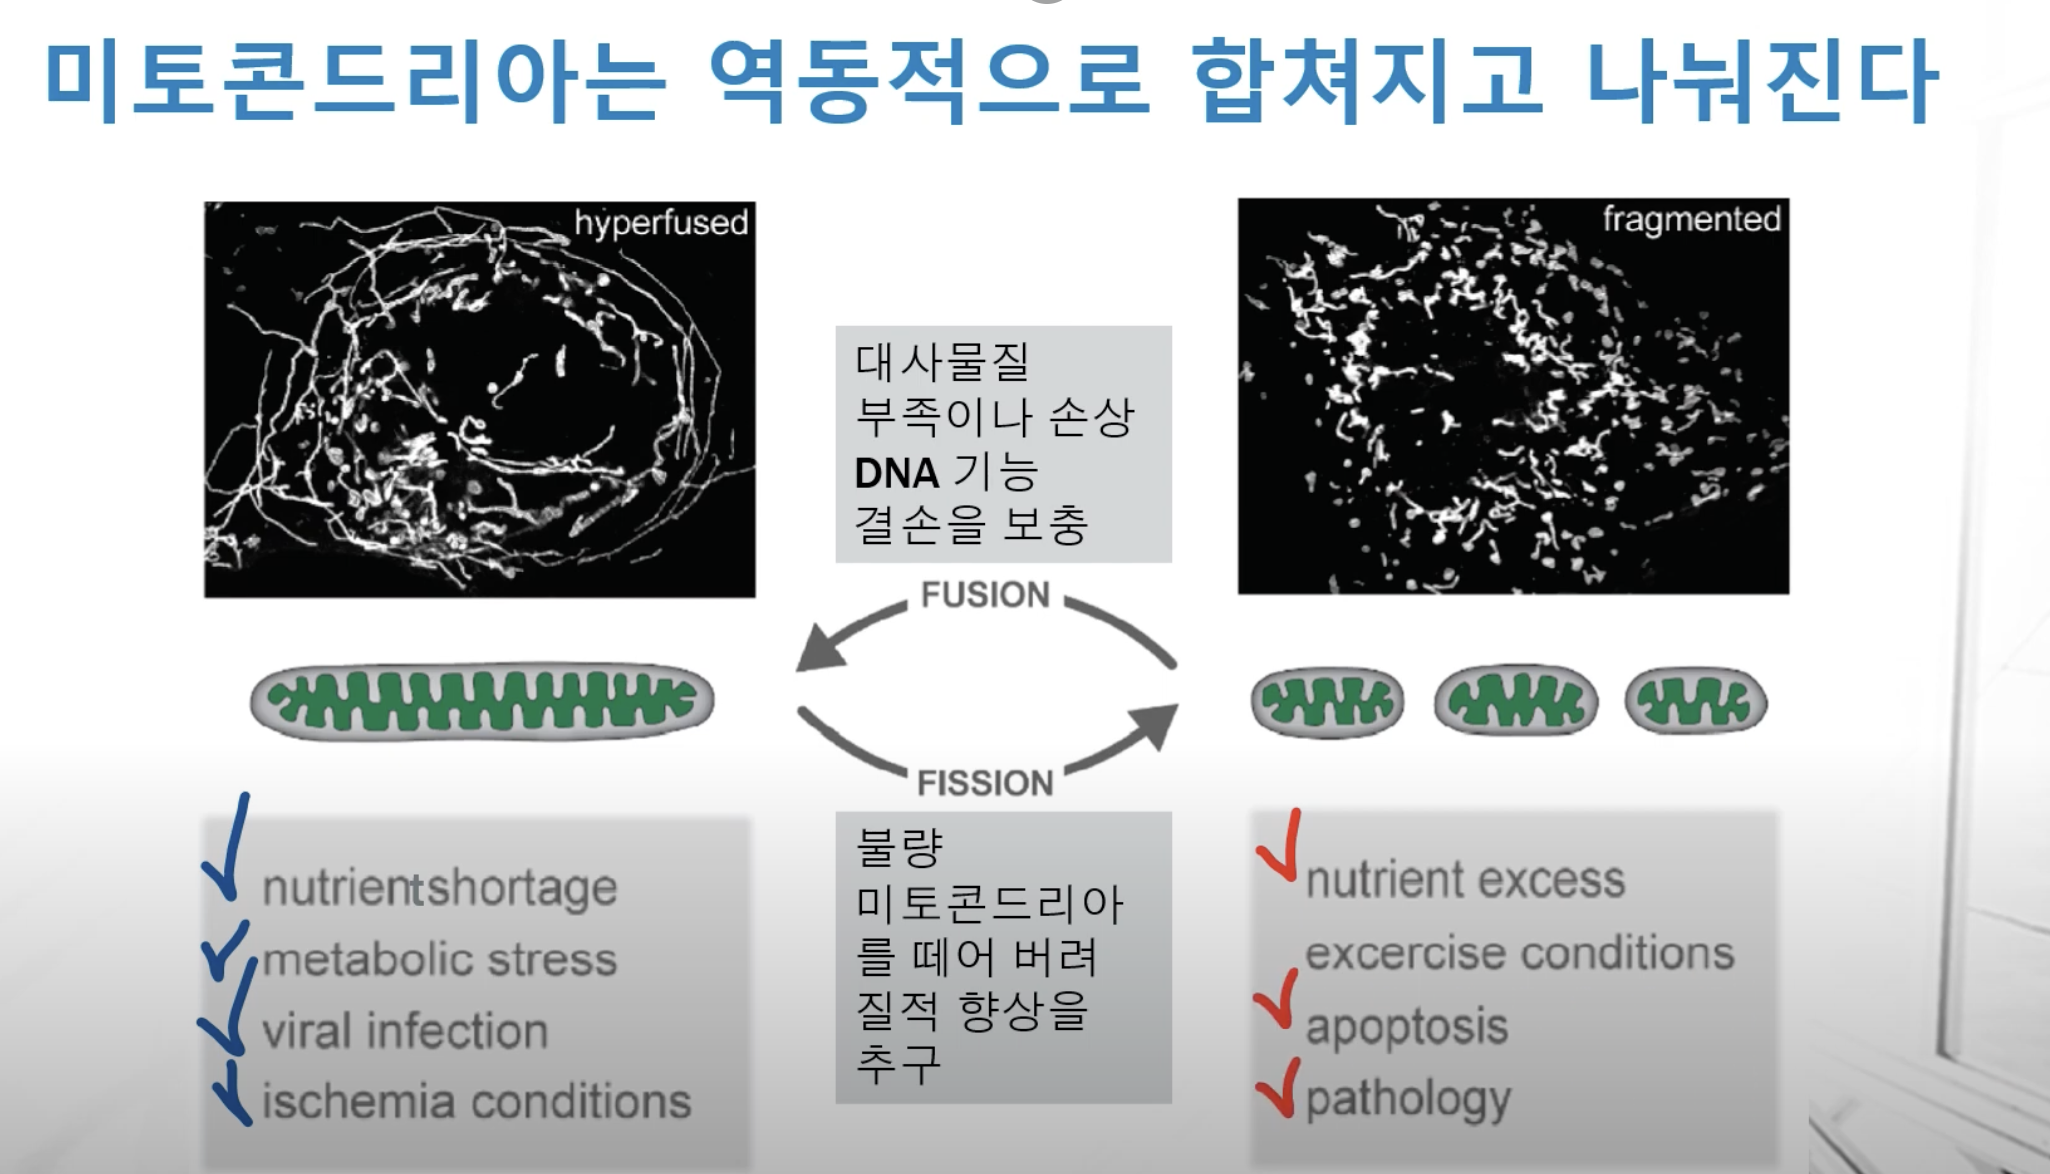 미토콘드리아는 역동적으로 합쳐지고 나눠진다
hyperfused
fragmented
대사물질
부족이나 손상
DNA 기능
결손을 보충
FUSION
FISSION
불량
미토콘드리아
를 떼어 버려
질적 향상을
추구
nutrient shortage
metabolic stress
viral infection
ischemia conditions
nutrient excess
excercise conditions
apoptosis
pathology